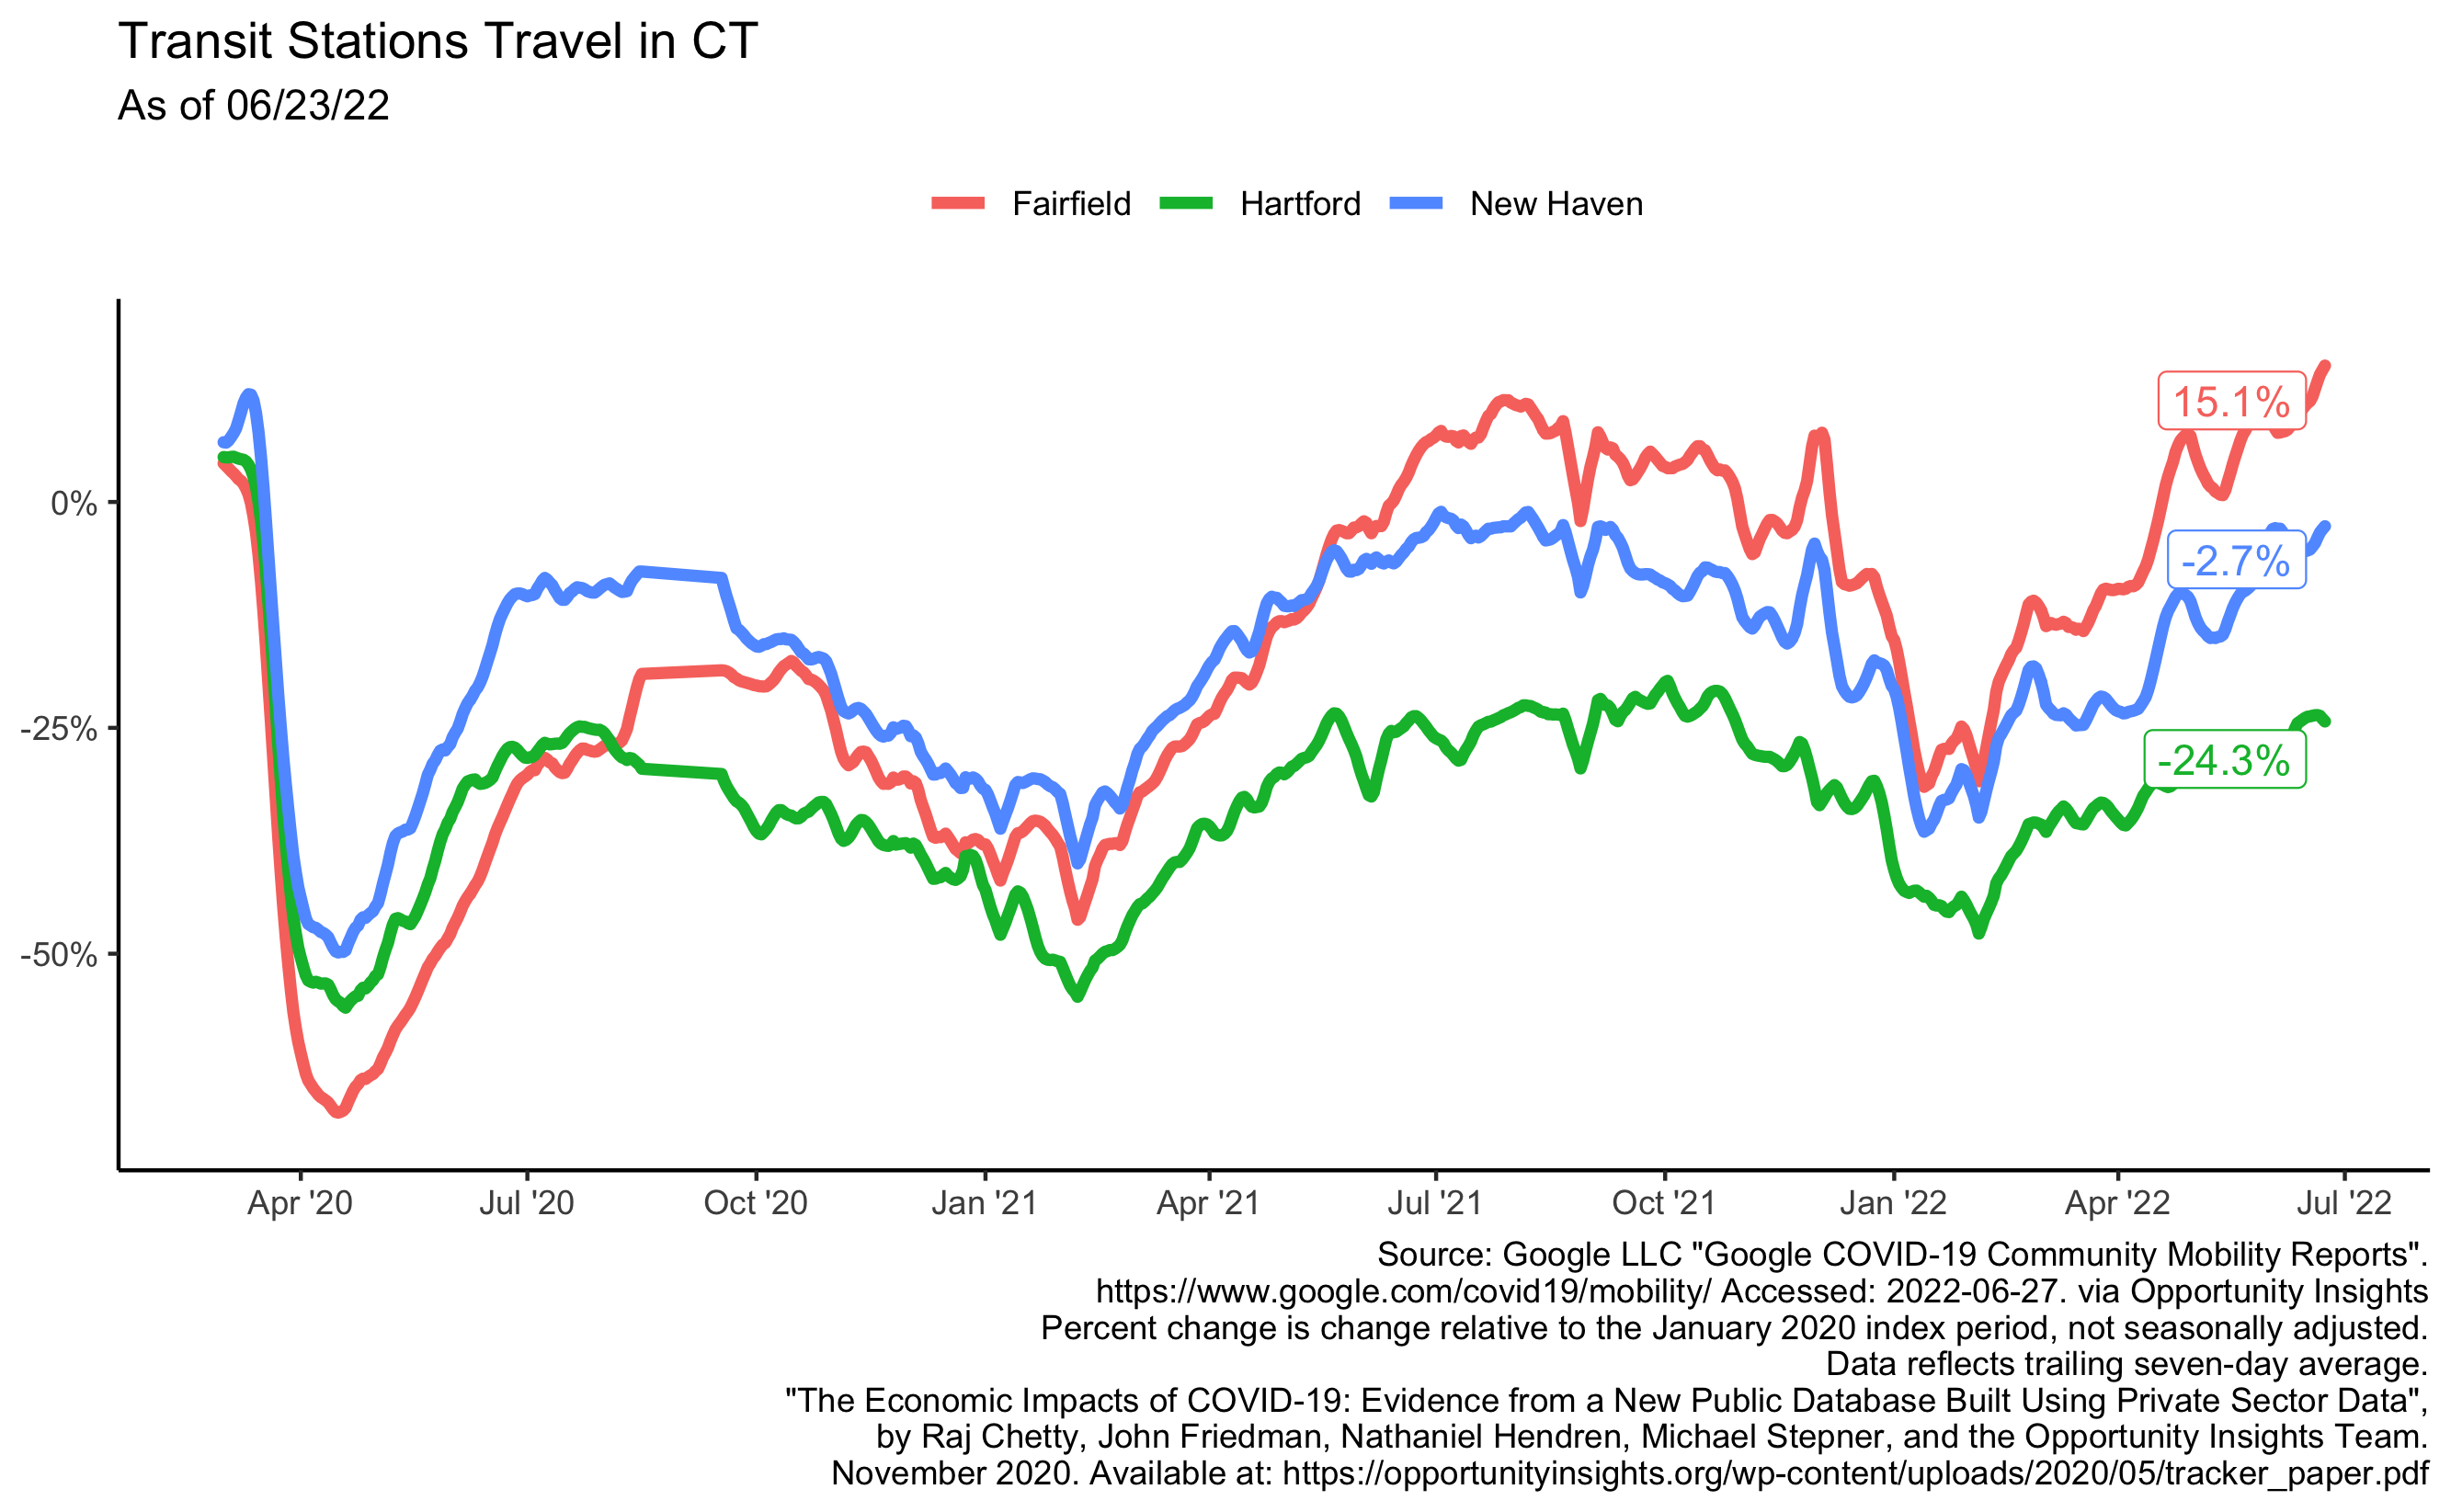 Transit Stations Travel in CT
As of 06/23/22
Fairfield Hartford New Haven
15.1%
0%
-2.7%
-25%
-24.3%
-50%
Apr '20 Jul '20 Oct '20 Jan '21 Apr '21 Jul '21 Oct '21 Jan '22 Apr '22 Jul '22
Source: Google LLC "Google COVID-19 Community Mobility Reports".
https://www.google.com/covid19/mobility/ Accessed: 2022-06-27. via Opportunity Insights
Percent change is change relative to the January 2020 index period, not seasonally adjusted.
Data reflects trailing seven-day average.
"The Economic Impacts of COVID-19: Evidence from a New Public Database Built Using Private Sector Data",
by Raj Chetty, John Friedman, Nathaniel Hendren, Michael Stepner, and the Opportunity Insights Team.
November 2020. Available at: https://opportunityinsights.org/wp-content/uploads/2020/05/tracker_paper.pdf